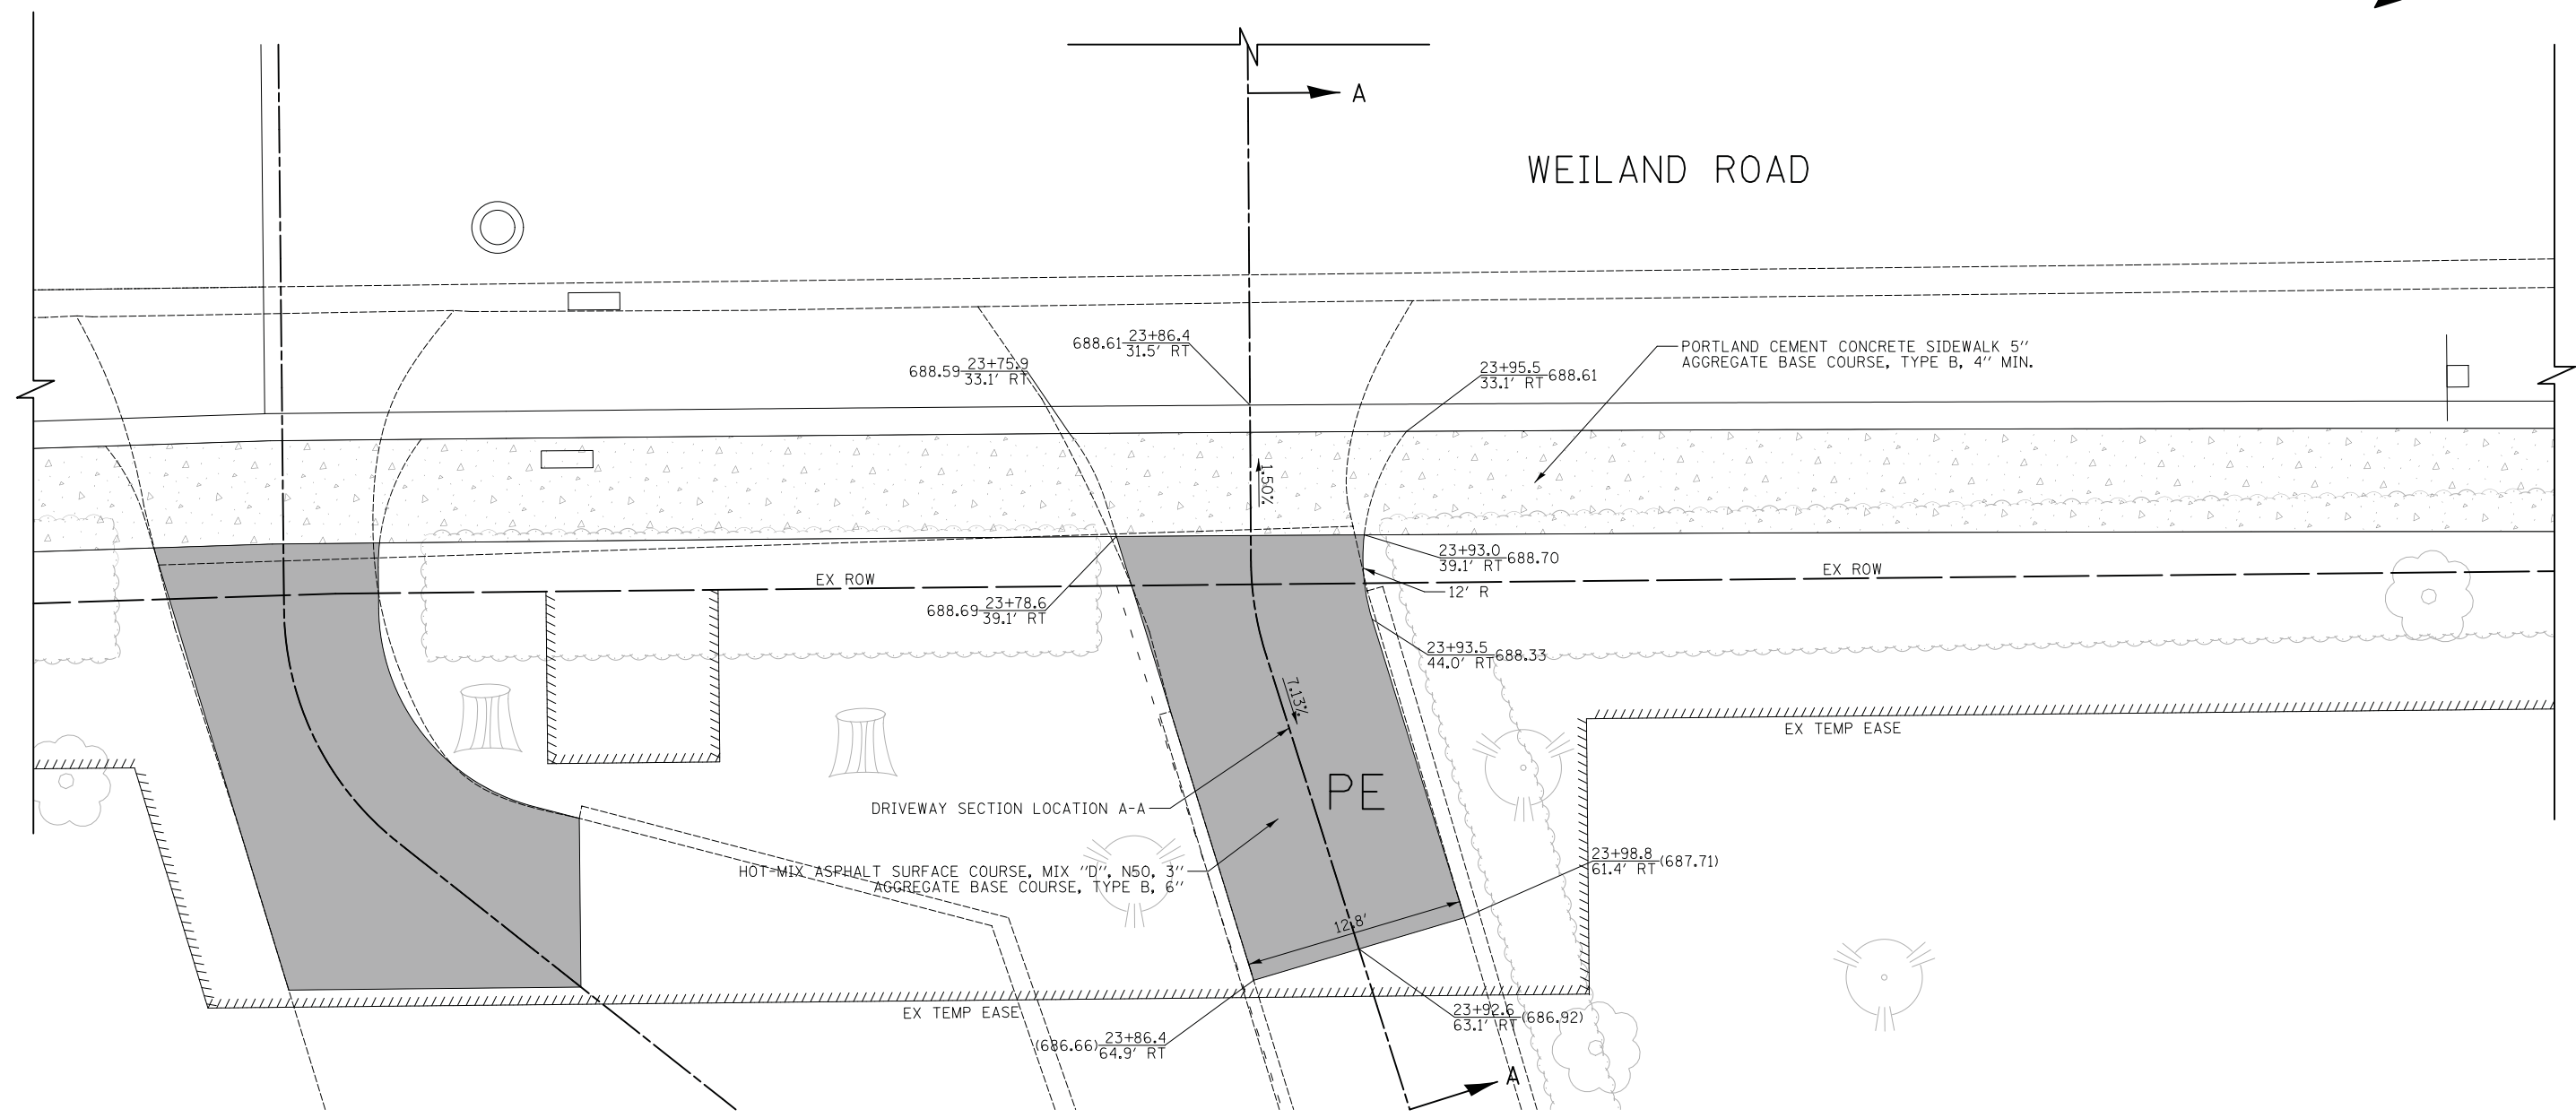 A
WEILAND ROAD
688.61 23+86.4
31.5' RT
688.59 23+75.9
33.1' RT
23+95.5 688.61
33.1' RT
PORTLAND CEMENT CONCRETE SIDEWALK 5"
AGGREGATE BASE COURSE, TYPE B, 4" MIN.
1.50%
23+93.0 688.70
39.1' RT
EX ROW
EX ROW
12' R
688.69 23+78.6
39.1' RT
23+93.5 688.33
44.0' RT
7.13%
EX TEMP EASE
PE
DRIVEWAY SECTION LOCATION A-A
HOT-MIX ASPHALT SURFACE COURSE, MIX "D", N50, 3"
AGGREGATE BASE COURSE, TYPE B, 6"
23+98.8 (687.71)
61.4' RT
12.8'
EX TEMP EASE
23+92.6 (686.92)
63.1' RT
(686.66) 23+86.4
64.9' RT
A